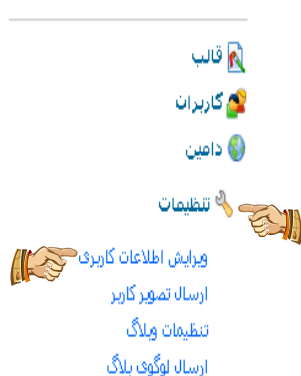 قالب
کاربران
دامین
تنظیمات
ویرایش اطلاعات کاربری
ارسال تصویر کاربر
تنظیمات وبلاگ
ارسال لوگوی بلاگ